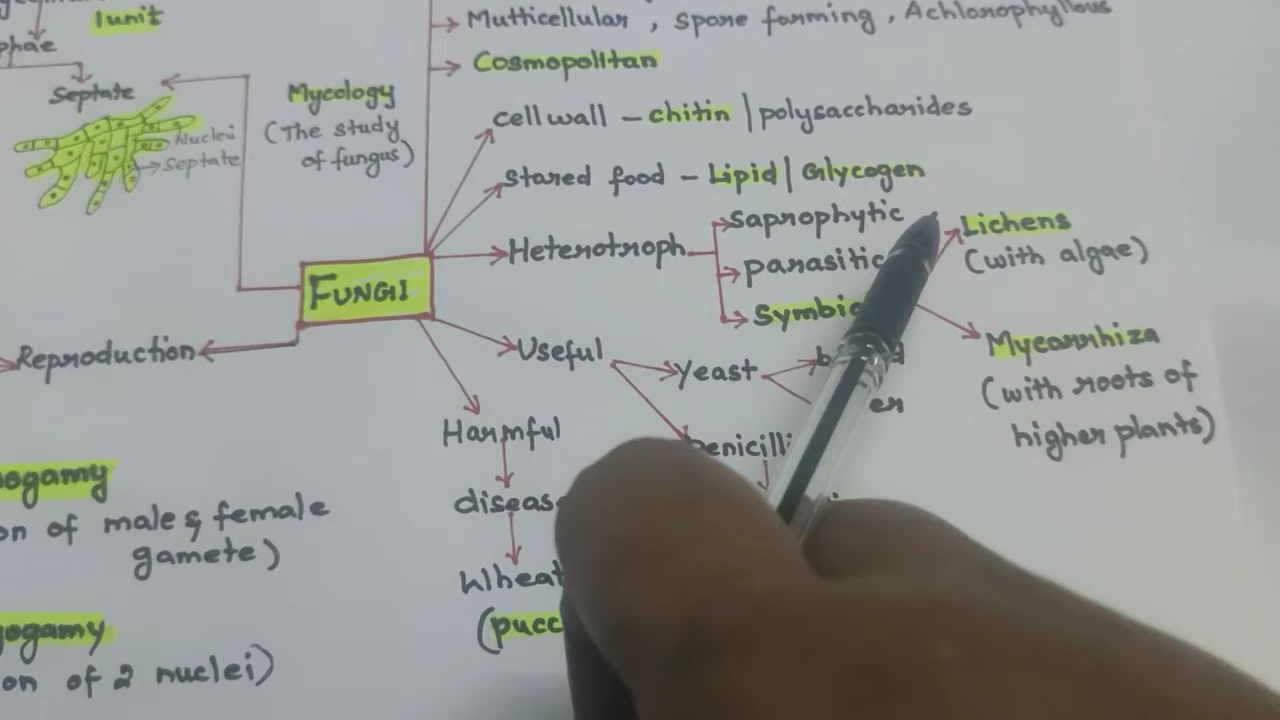 Multicellular , spore forming , Achlorophyllous
1unit
phae
Cosmopolitan
Septate
Mycology
(The study
of fungus)
Nuclei
Septate
cell wall - chitin | polysaccharides
Stored food - Lipid | Glycogen
Heterotroph
Saprophytic
parasitic
Lichens
(with algae)
FUNGI
Reproduction
Useful
Yeast
Mycorrhiza
(with roots of
higher plants)
Harmful
ogamy
on of male & female
gamete)
Wheat
ogamy
on of 2 nuclei)